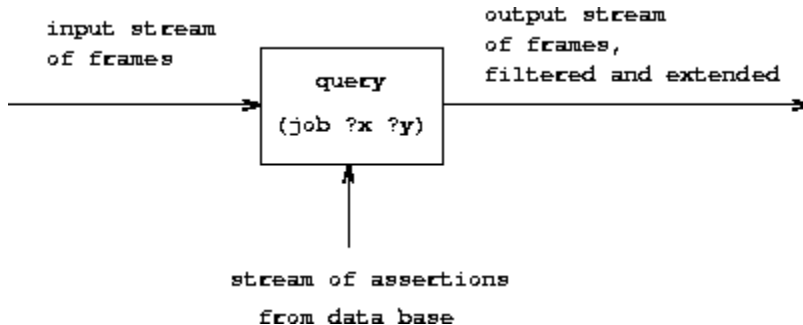 input stream
of frames
output stream
of frames,
filtered and extended
query
(job ?x ?y)
stream of assertions
from data base